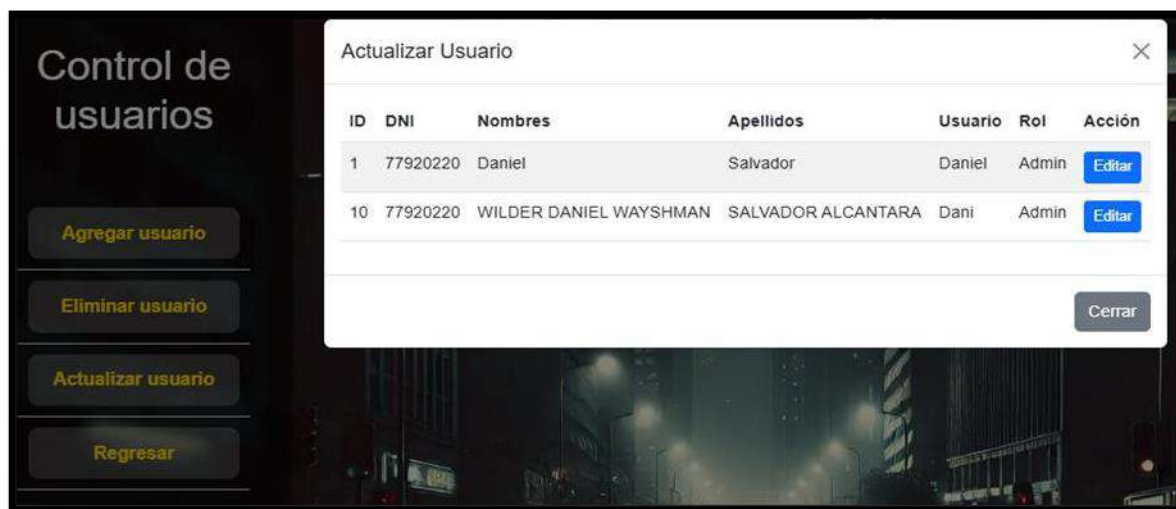 Control de
usuarios
Agregar usuario
Eliminar usuario
Actualizar usuario
Regresar
Actualizar Usuario
ID DNI Nombres Apellidos Usuario Rol Acción
1 77920220 Daniel Salvador Daniel Admin Editar
10 77920220 WILDER DANIEL WAYSHMAN SALVADOR ALCANTARA Dani Admin Editar
Cerrar